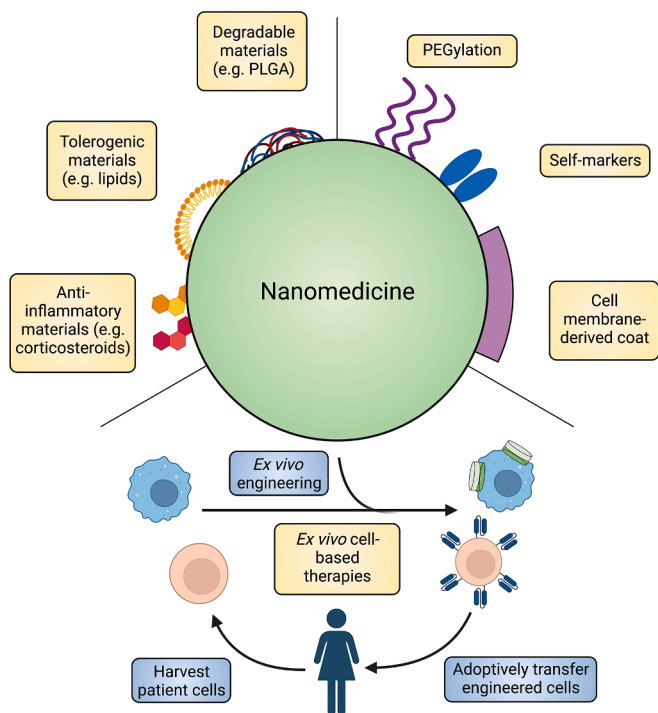 Degradable
materials
(e.g. PLGA)
PEGylation
Tolerogenic
materials
(e.g. lipids)
Self-markers
Anti-
inflammatory
materials (e.g.
corticosteroids)
Nanomedicine
Cell
membrane-
derived coat
Ex vivo
engineering
Ex vivo cell-
based
therapies
Harvest
patient cells
Adoptively transfer
engineered cells